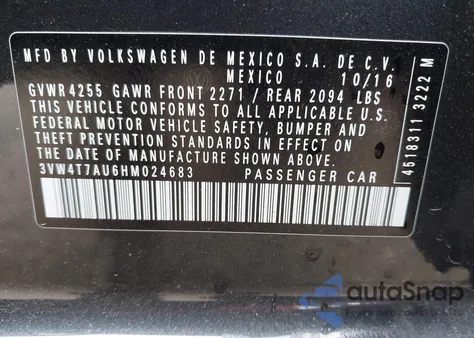 MFD BY VOLKSWAGEN DE MEXICO S.A. DE C.V.
MEXICO 10/16
GVWR4255 GAWR FRONT 2271 / REAR 2094 LBS
THIS VEHICLE CONFORMS TO ALL APPLICABLE U.S.
FEDERAL MOTOR VEHICLE SAFETY, BUMPER AND
THEFT PREVENTION STANDARDS IN EFFECT ON THE
DATE OF MANUFACTURE SHOWN ABOVE
3VW4T7AU6HM024683 PASSENGER CAR
4518311 3222 M
autoSnap